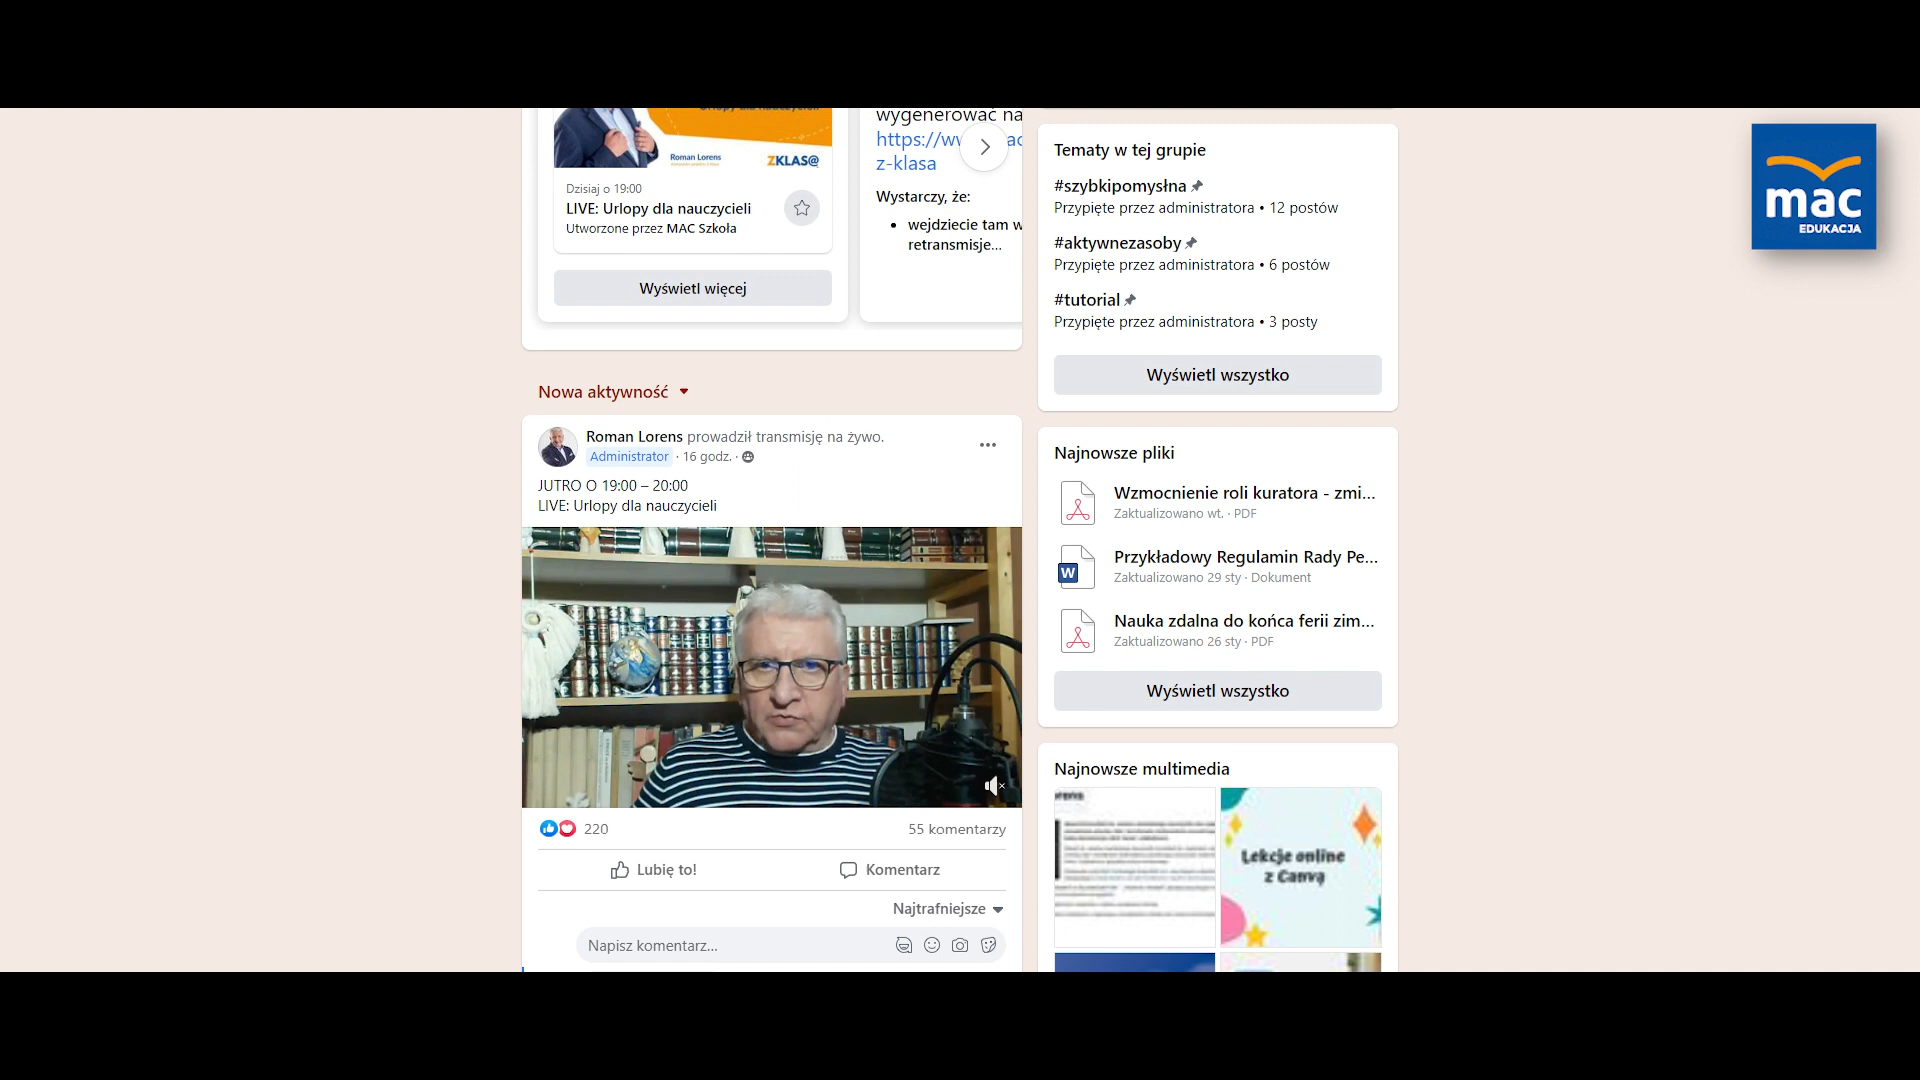 Roman Lorens
ZKLAS@
Dzisiaj o 19:00
LIVE: Urlopy dla nauczycieli
Utworzone przez MAC Szkoła
Wyświetl więcej
wygenerować na
https://ww
z-klasa
Wystarczy, że:
• wejdziecie tam w
retransmisje...
Nowa aktywność
Roman Lorens prowadził transmisję na żywo.
Administrator · 16 godz. ·
JUTRO O 19:00 – 20:00
LIVE: Urlopy dla nauczycieli
220
55 komentarzy
Lubię to!
Komentarz
Najtrafniejsze
Napisz komentarz...
Tematy w tej grupie
#szybkipomysłna
Przypięte przez administratora • 12 postów
#aktywnezasoby
Przypięte przez administratora • 6 postów
#tutorial
Przypięte przez administratora • 3 posty
Wyświetl wszystko
Najnowsze pliki
Wzmocnienie roli kuratora - zmi...
Zaktualizowano wt. · PDF
W
Przykładowy Regulamin Rady Pe...
Zaktualizowano 29 sty · Dokument
Nauka zdalna do końca ferii zim...
Zaktualizowano 26 sty · PDF
Wyświetl wszystko
Najnowsze multimedia
Lekcje online
z Canvą
mac
EDUKACJA